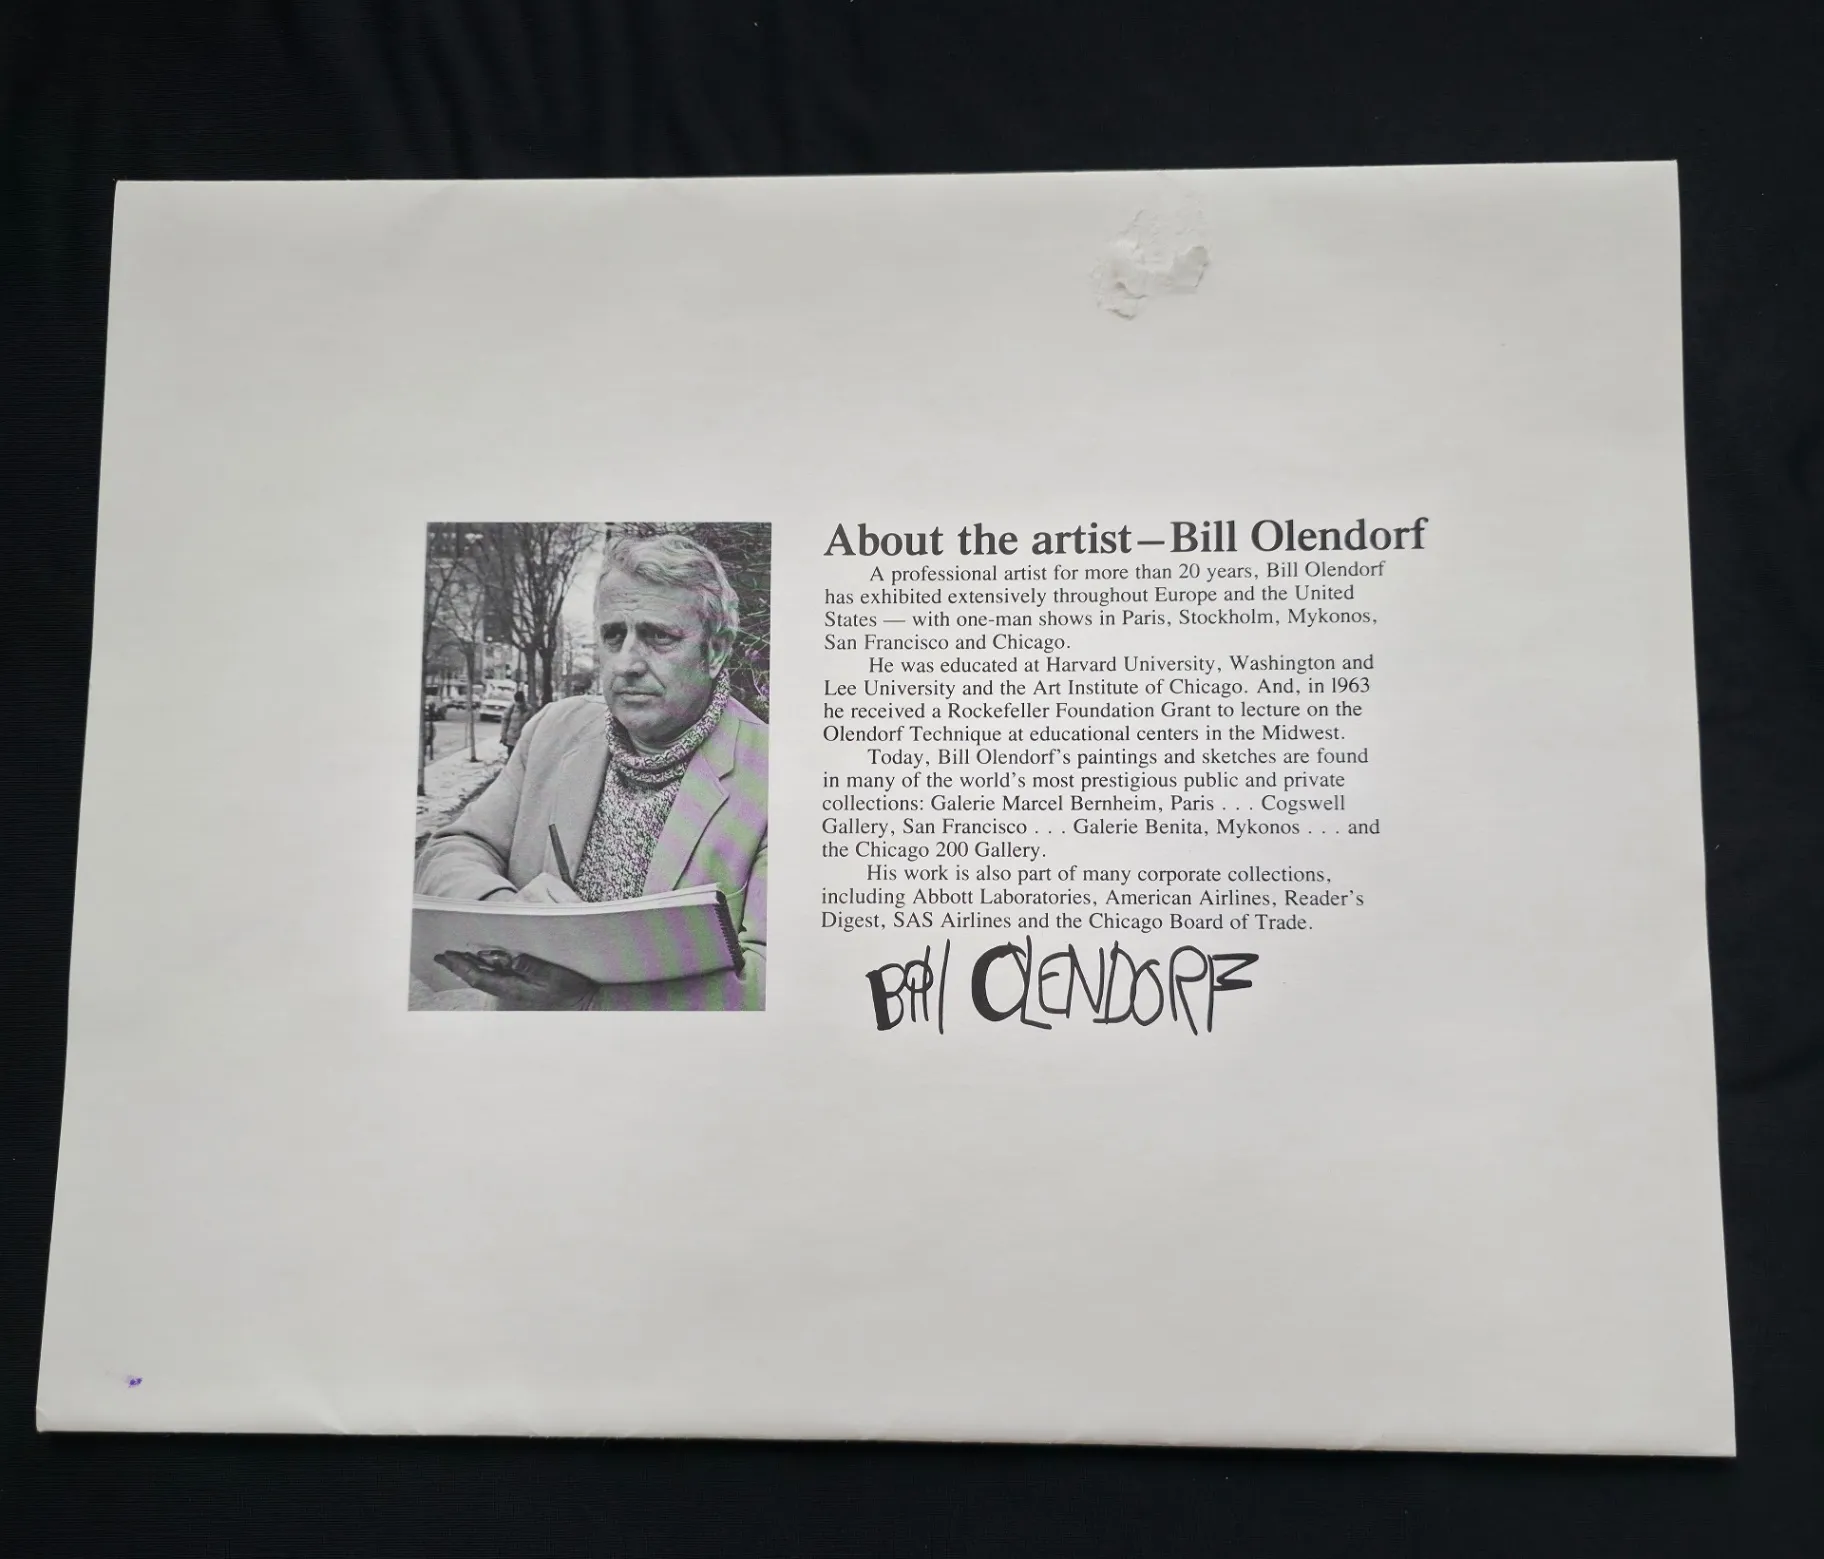 About the artist—Bill Olendorf
A professional artist for more than 20 years, Bill Olendorf
has exhibited extensively throughout Europe and the United
States — with one-man shows in Paris, Stockholm, Mykonos,
San Francisco and Chicago.
He was educated at Harvard University, Washington and
Lee University and the Art Institute of Chicago. And, in 1963
he received a Rockefeller Foundation Grant to lecture on the
Olendorf Technique at educational centers in the Midwest.
Today, Bill Olendorf's paintings and sketches are found
in many of the world's most prestigious public and private
collections: Galerie Marcel Bernheim, Paris . . . Cogswell
Gallery, San Francisco . . . Galerie Benita, Mykonos . . . and
the Chicago 200 Gallery.
His work is also part of many corporate collections,
including Abbott Laboratories, American Airlines, Reader's
Digest, SAS Airlines and the Chicago Board of Trade.
Bill OLENDORF